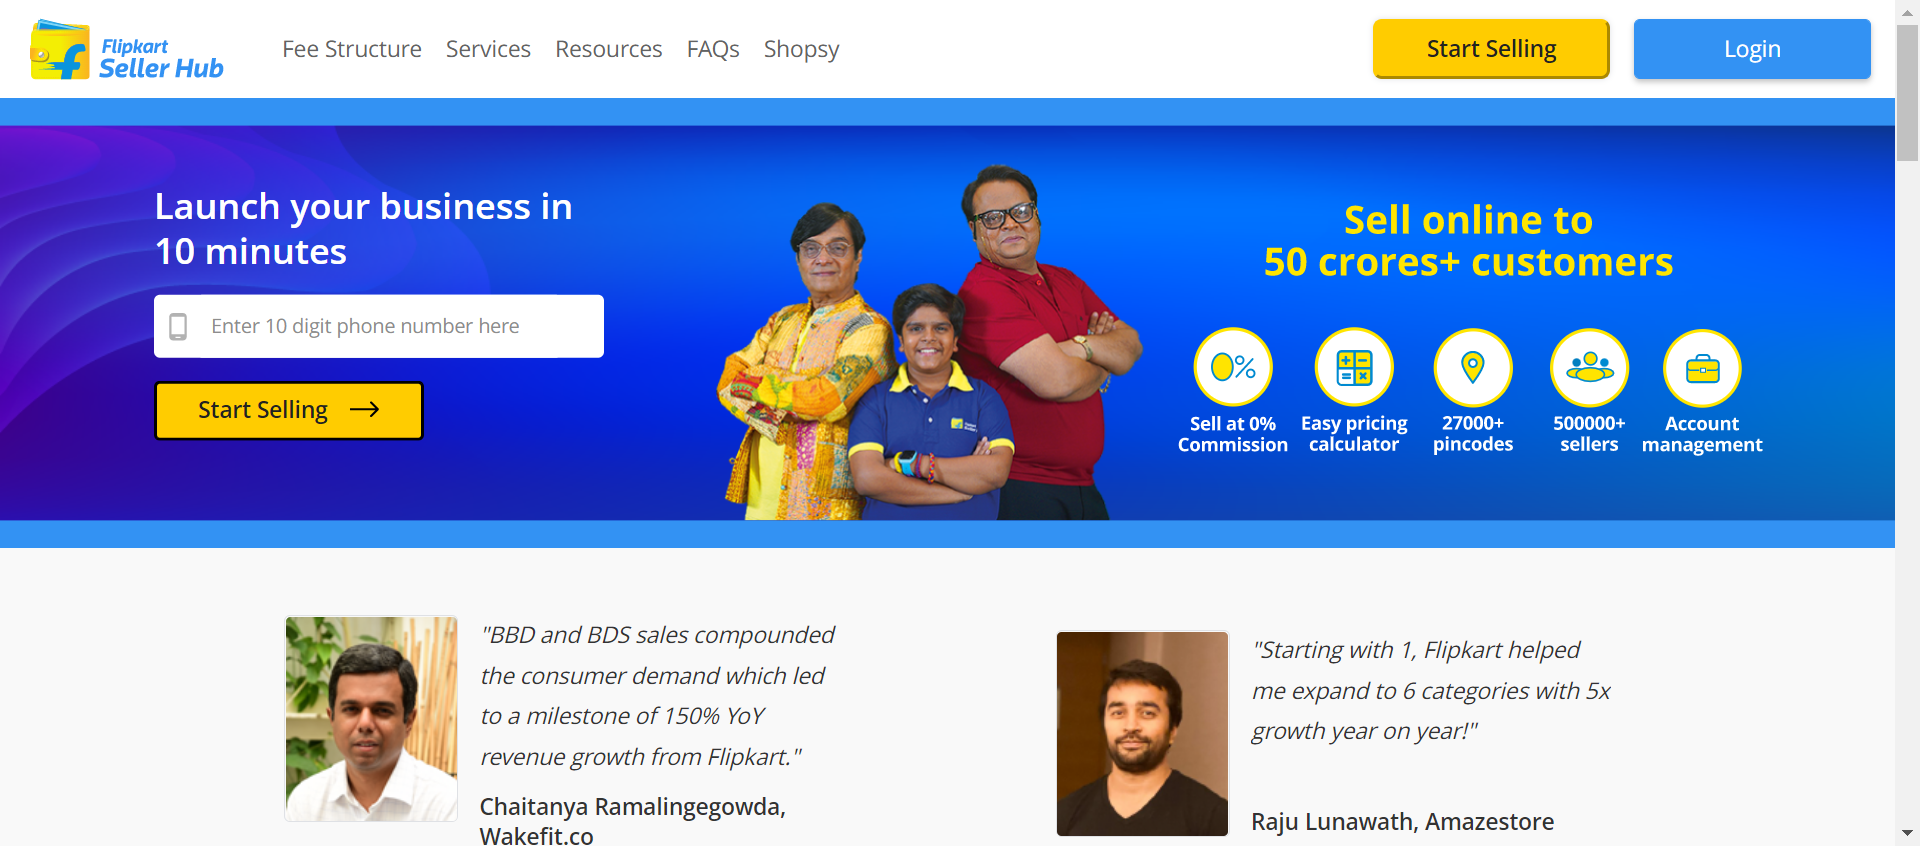 Flipkart
Seller Hub
Fee Structure
Services
Resources
FAQs
Shopsy
Start Selling
Login
Launch your business in
10 minutes
Enter 10 digit phone number here
Start Selling
Sell online to
50 crores+ customers
0%
Sell at 0%
Commission
Easy pricing
calculator
27000+
pincodes
500000+
sellers
Account
management
"BBD and BDS sales compounded
the consumer demand which led
to a milestone of 150% YoY
revenue growth from Flipkart."
Chaitanya Ramalingegowda,
Wakefit.co
"Starting with 1, Flipkart helped
me expand to 6 categories with 5x
growth year on year!"
Raju Lunawath, Amazestore